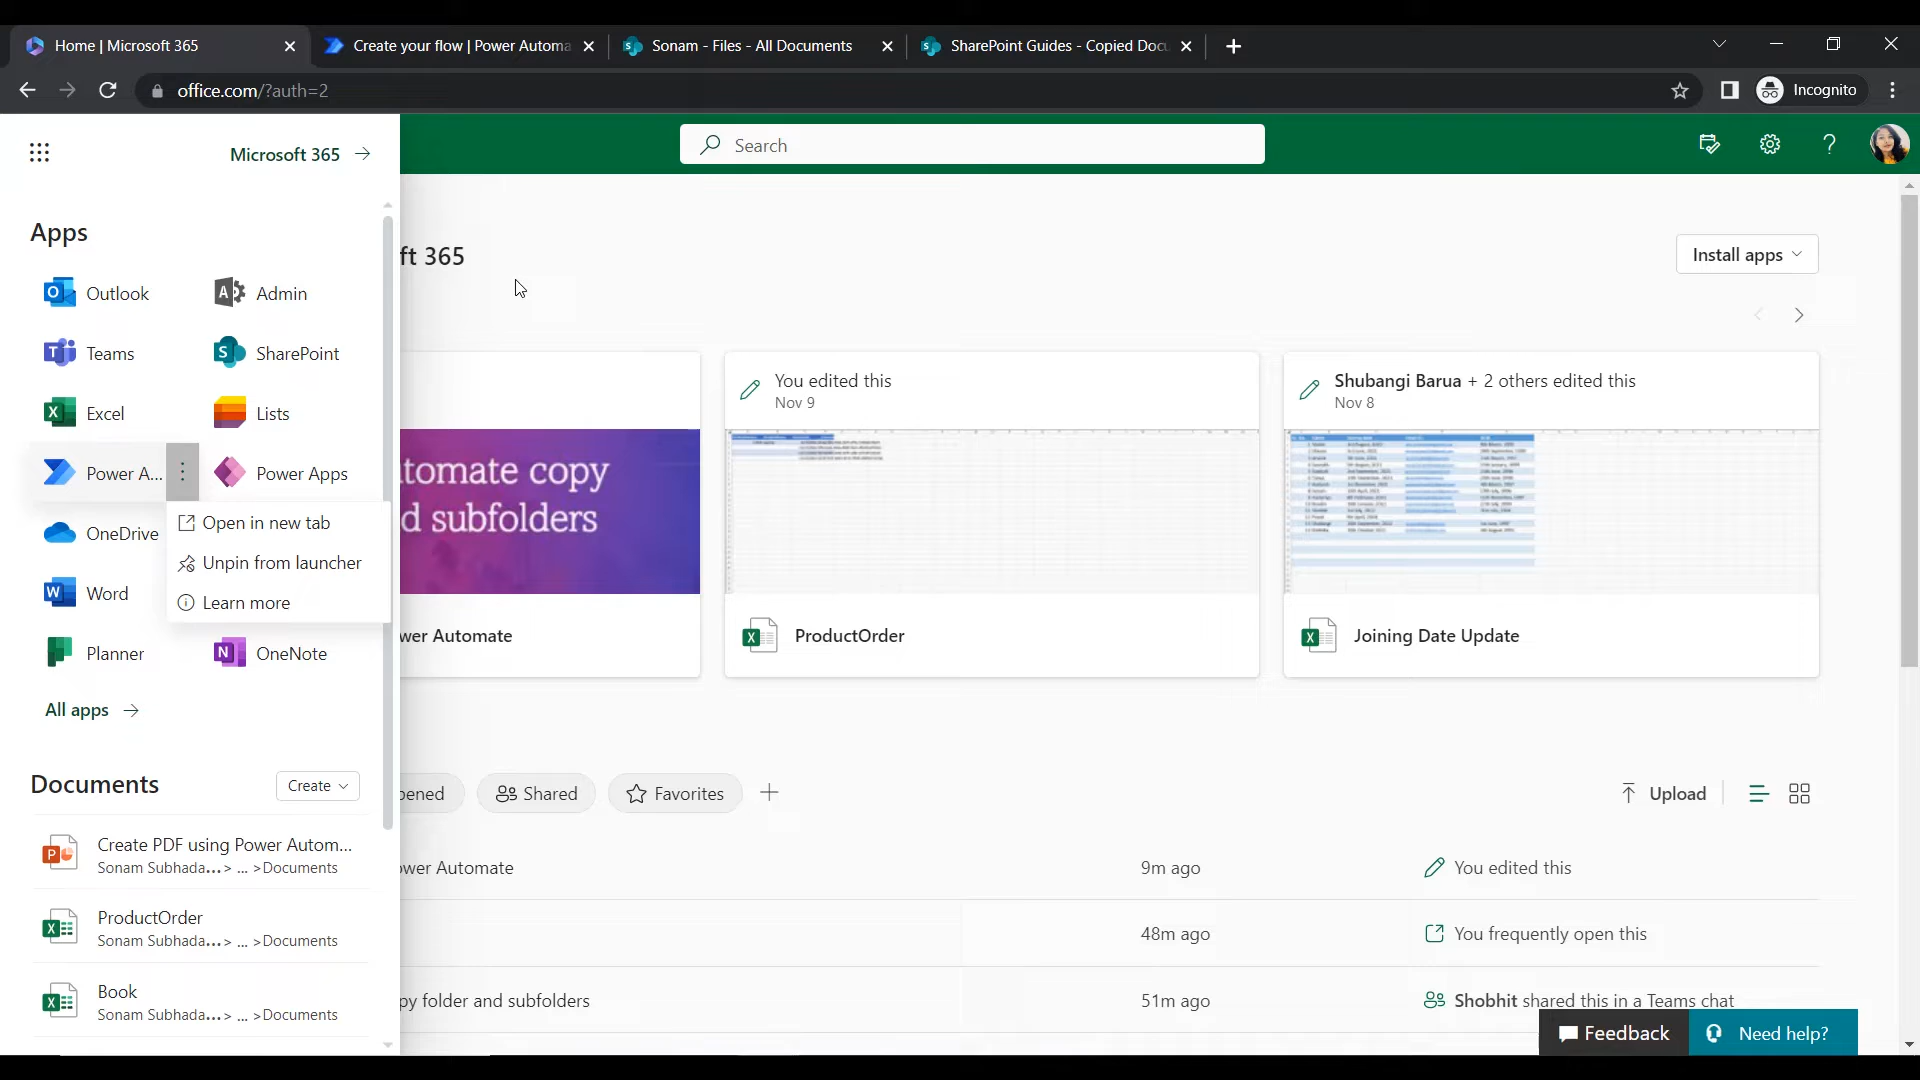 Home | Microsoft 365
Create your flow | Power Automa
Sonam - Files - All Documents
SharePoint Guides - Copied Docu
office.com/?auth=2
Incognito
Microsoft 365
Search
Apps
ft 365
Install apps
Outlook
Admin
Teams
SharePoint
Excel
Lists
Power A...
Power Apps
OneDrive
Open in new tab
Unpin from launcher
Word
Learn more
Planner
OneNote
All apps
You edited this
Nov 9
Shubangi Barua + 2 others edited this
Nov 8
tomate copy
d subfolders
wer Automate
ProductOrder
Joining Date Update
Documents
Create
ened
Shared
Favorites
Upload
Create PDF using Power Autom...
Sonam Subhada...> ... >Documents
ower Automate
9m ago
You edited this
ProductOrder
Sonam Subhada...> ... >Documents
48m ago
You frequently open this
Book
Sonam Subhada...> ... >Documents
py folder and subfolders
51m ago
Shobhit shared this in a Teams chat
Feedback
Need help?